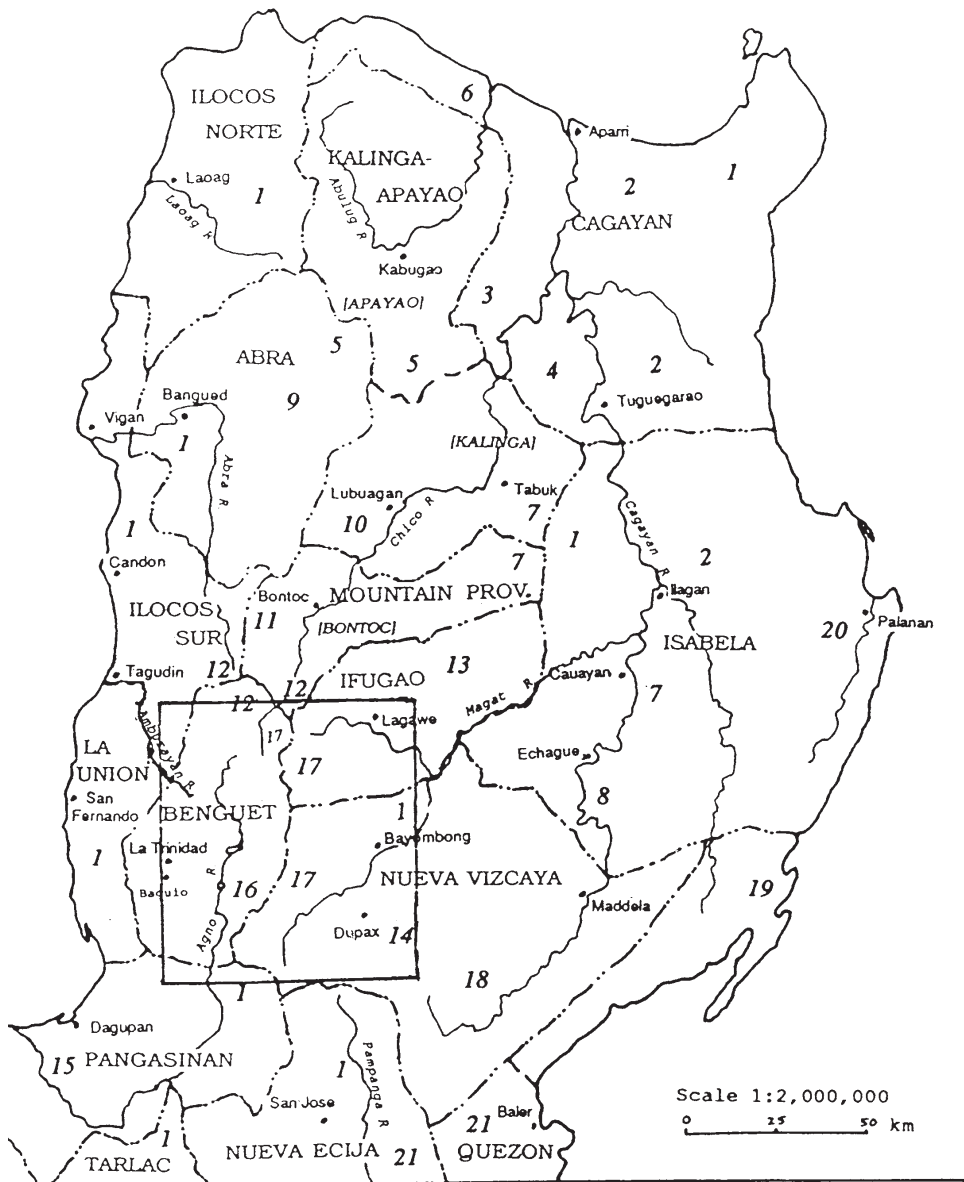 ILOCOS
NORTE
6
KALINGA-
APAYAO
Aparri
1
2
CAGAYAN
Laoag
1
Laoag R
Abulug R
Kabugao
[APAYAO]
3
5
5
4
2
ABRA
9
Tuguegarao
Bangued
Vigan
1
Abra R
[KALINGA]
Lubuagan
10
Chico R
Tabuk
7
7
1
Cagayan R
2
1
Candon
ILOCOS
SUR
Bontoc
11
MOUNTAIN PROV.
[BONTOC]
Ilagan
ISABELA
20
Palanan
Tagudin
12
12
12
IFUGAO
13
Cauayan
7
Magat R
Amburayan R
17
Lagawe
LA
UNION
17
Echague
8
San
Fernando
BENGUET
1
Bayombong
1
La Trinidad
Baguio
16
Agno R
17
NUEVA VIZCAYA
Maddela
19
Dupax
14
18
1
Dagupan
15
PANGASINAN
1
Pampanga R
San Jose
1
TARLAC
NUEVA ECIJA
21
21
Baler
QUEZON
Scale 1:2,000,000
0 25 50 km